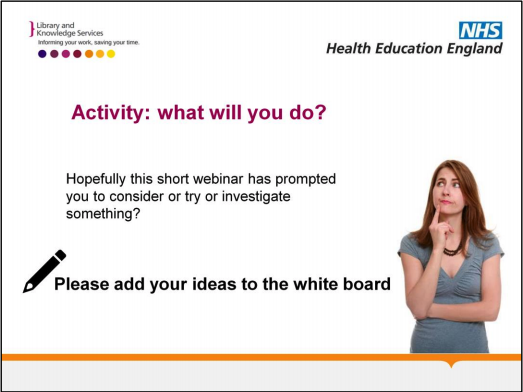 Library and
Knowledge Services
Informing your work, saving your time.
NHS
Health Education England
Activity: what will you do?
Hopefully this short webinar has prompted
you to consider or try or investigate
something?
Please add your ideas to the white board